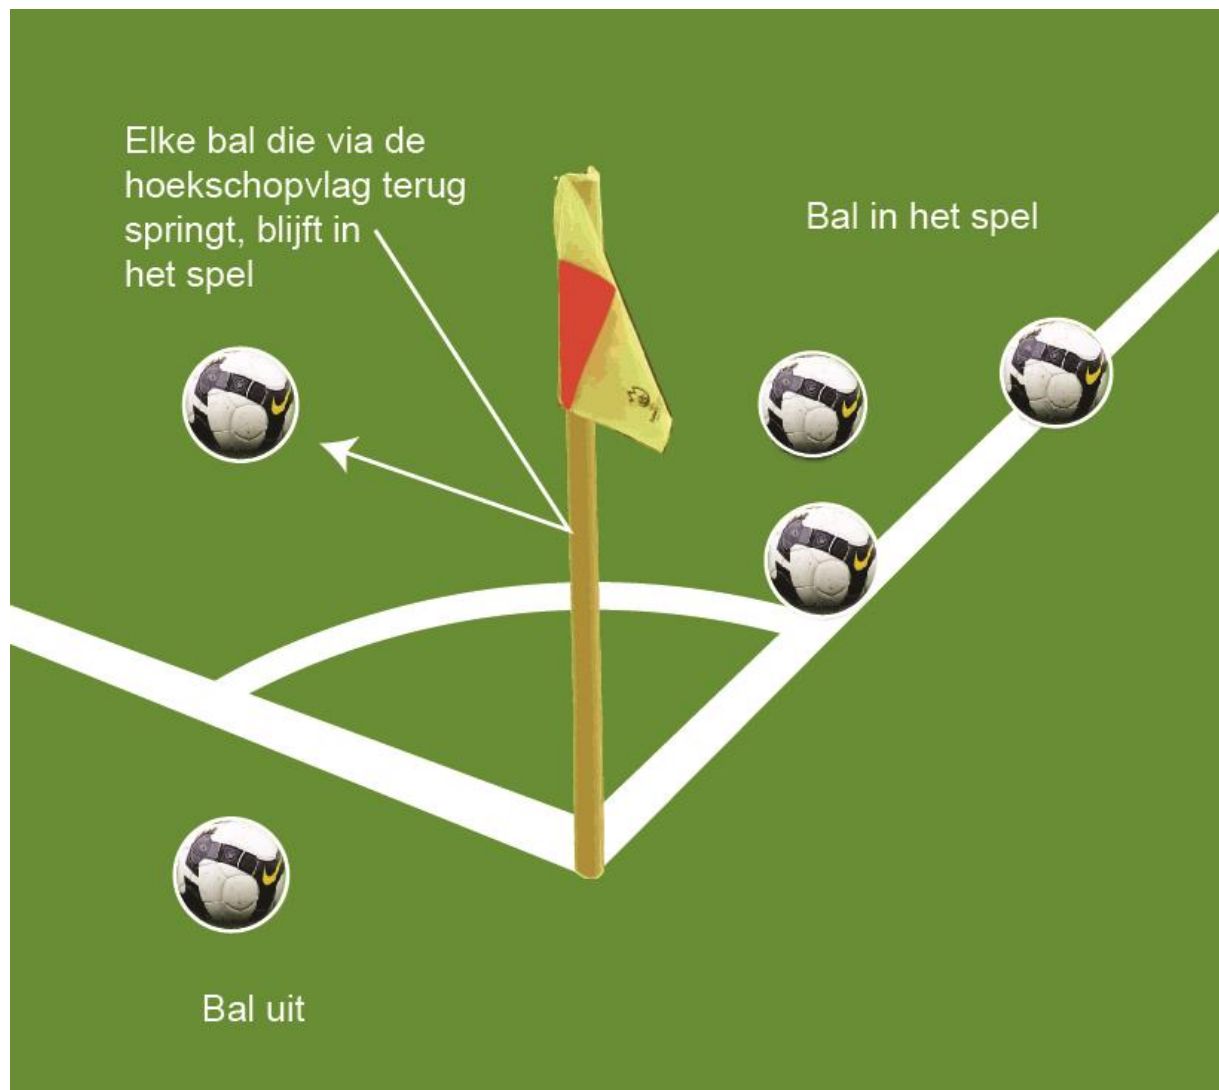 Elke bal die via de
hoekschopvlag terug
springt, blijft in
het spel
Bal in het spel
Bal uit